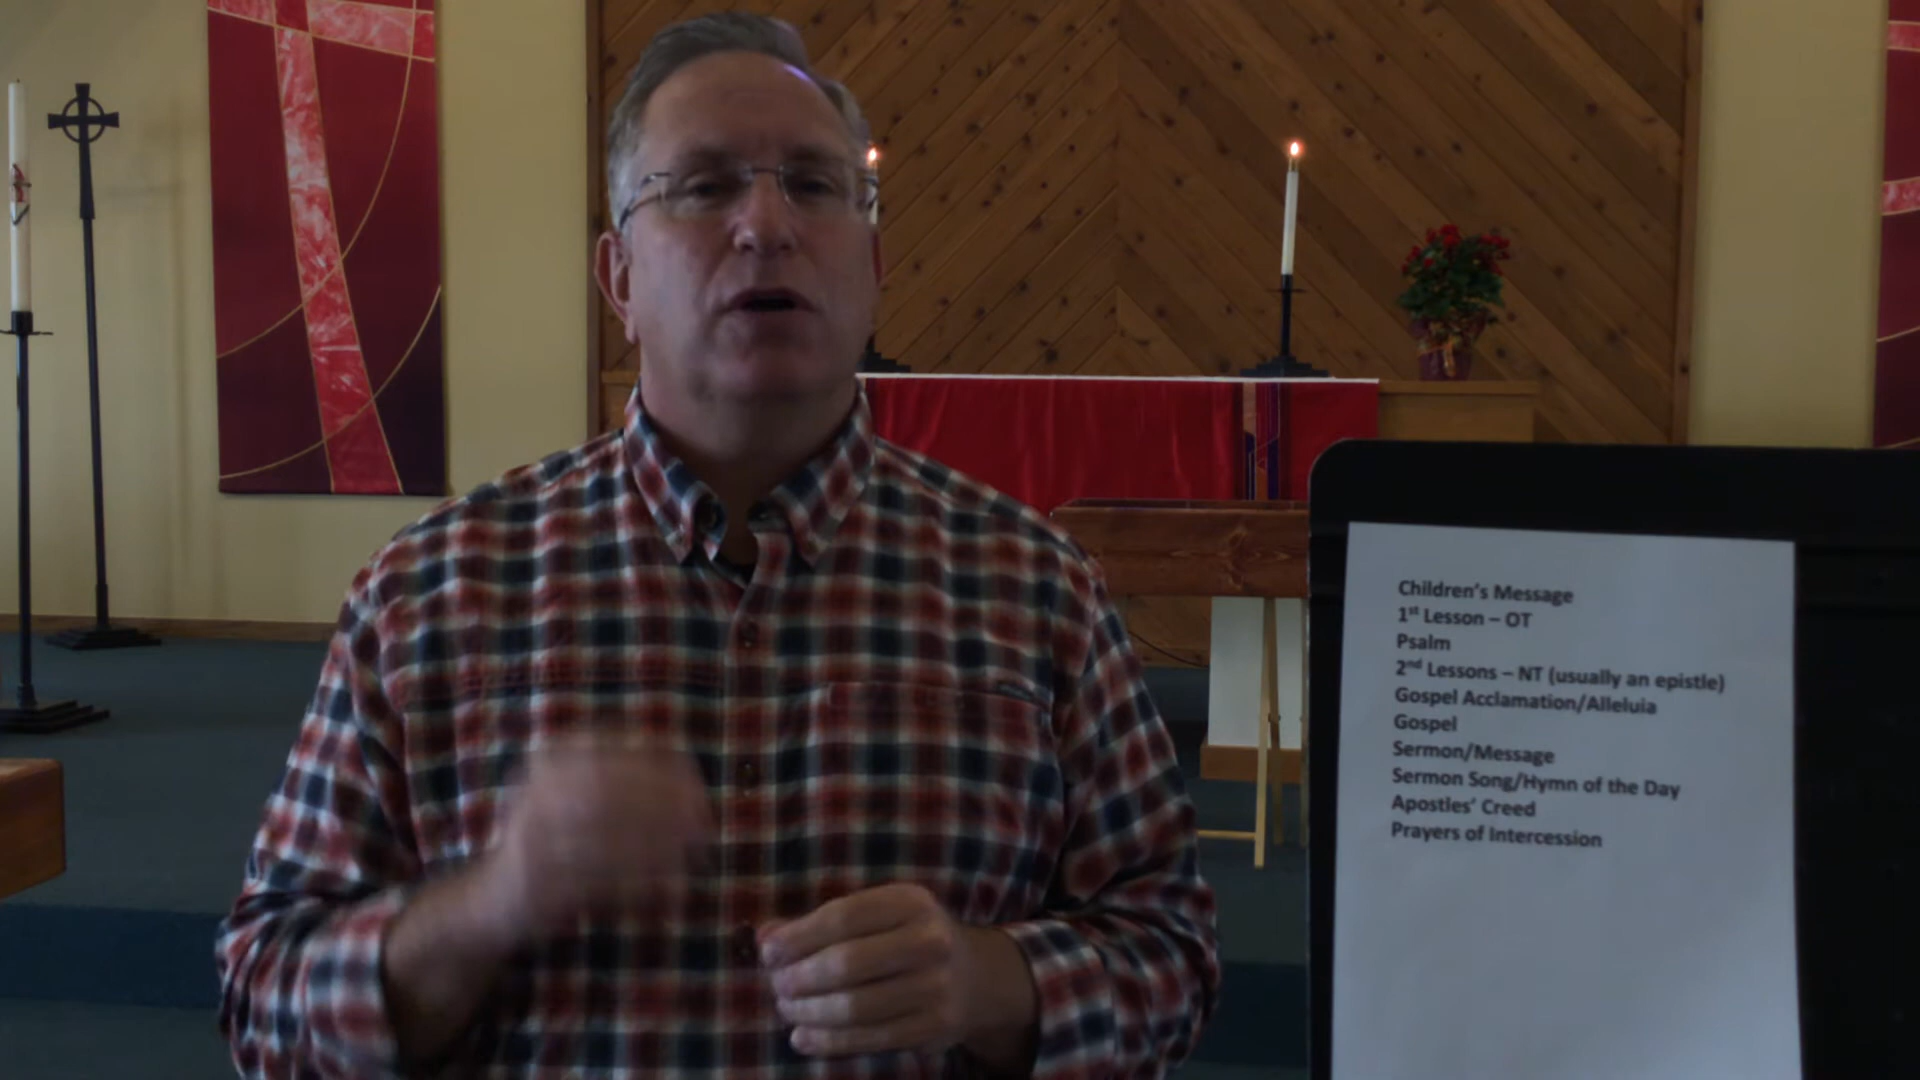 Children's Message
1st Lesson – OT
Psalm
2nd Lessons – NT (usually an epistle)
Gospel Acclamation/Alleluia
Gospel
Sermon/Message
Sermon Song/Hymn of the Day
Apostles' Creed
Prayers of Intercession